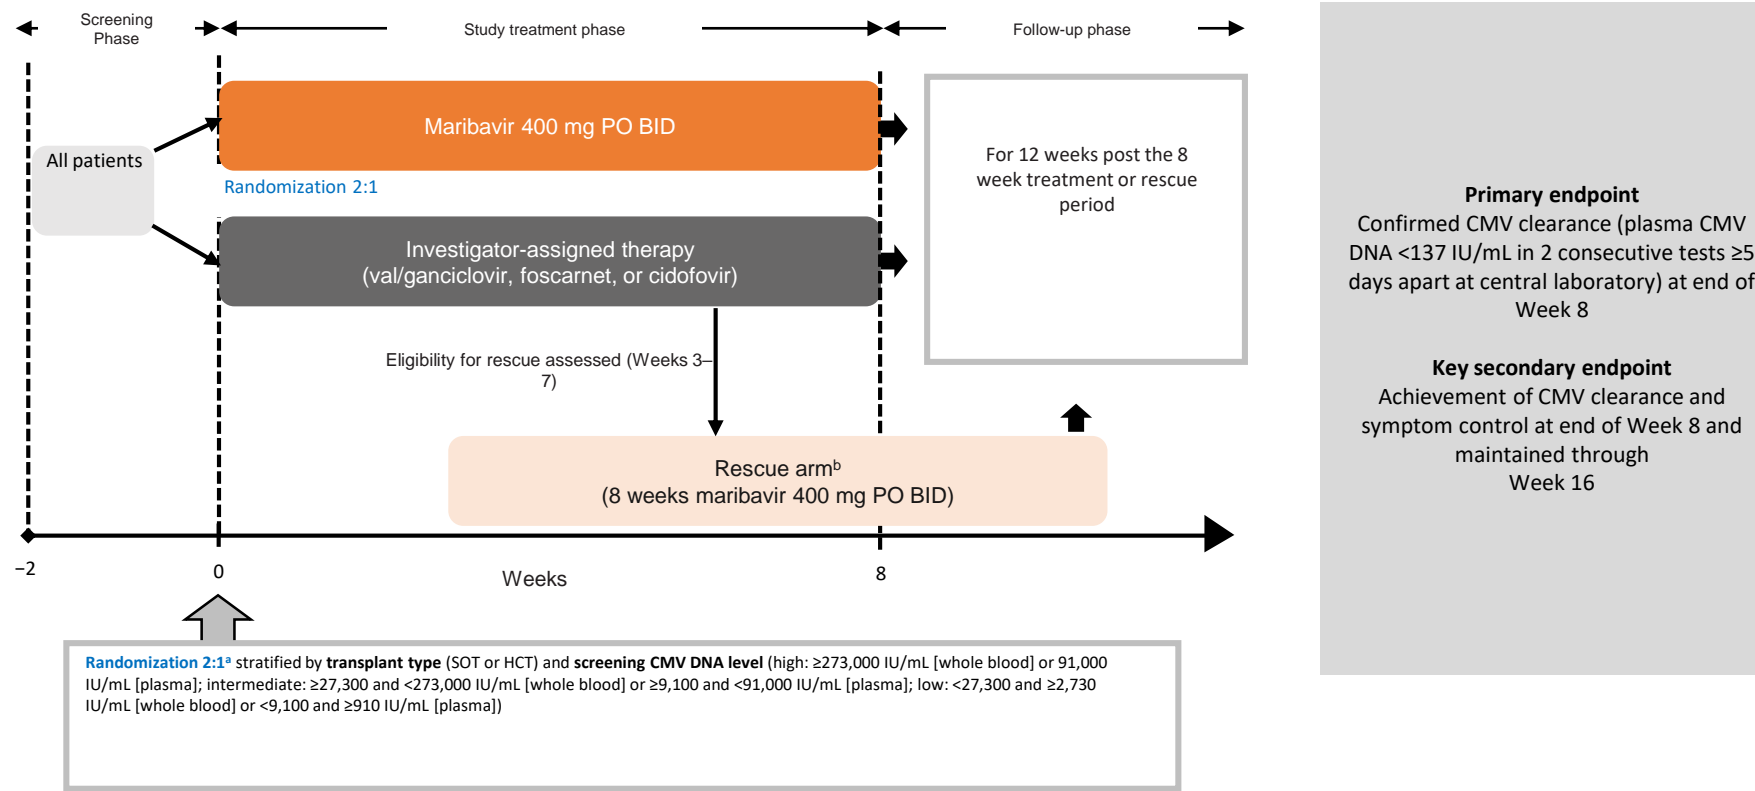 Screening
Phase
Study treatment phase
Follow-up phase
All patients
Maribavir 400 mg PO BID
Randomization 2:1
Investigator-assigned therapy
(val/ganciclovir, foscarnet, or cidofovir)
For 12 weeks post the 8
week treatment or rescue
period
Eligibility for rescue assessed (Weeks 3–
7)
Rescue armᵇ
(8 weeks maribavir 400 mg PO BID)
−2
0
Weeks
8
Randomization 2:1ᵃ stratified by transplant type (SOT or HCT) and screening CMV DNA level (high: ≥273,000 IU/mL [whole blood] or 91,000
IU/mL [plasma]; intermediate: ≥27,300 and <273,000 IU/mL [whole blood] or ≥9,100 and <91,000 IU/mL [plasma]; low: <27,300 and ≥2,730
IU/mL [whole blood] or <9,100 and ≥910 IU/mL [plasma])
Primary endpoint
Confirmed CMV clearance (plasma CMV
DNA <137 IU/mL in 2 consecutive tests ≥5
days apart at central laboratory) at end of
Week 8
Key secondary endpoint
Achievement of CMV clearance and
symptom control at end of Week 8 and
maintained through
Week 16